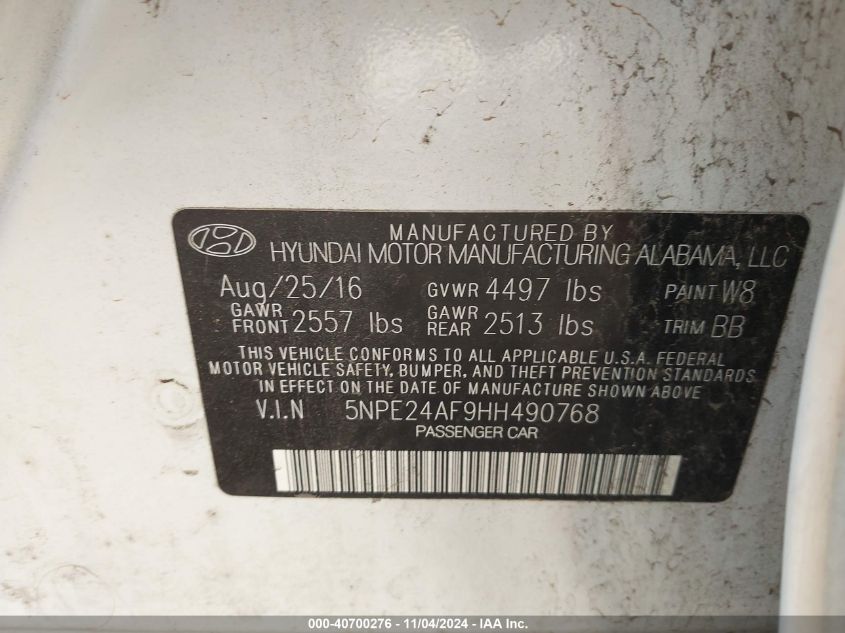 MANUFACTURED BY
HYUNDAI MOTOR MANUFACTURING ALABAMA, LLC
Aug/25/16 GVWR 4497 lbs PAINT W8
GAWR FRONT 2557 lbs GAWR REAR 2513 lbs TRIM BB
THIS VEHICLE CONFORMS TO ALL APPLICABLE U.S.A. FEDERAL
MOTOR VEHICLE SAFETY, BUMPER, AND THEFT PREVENTION STANDARDS
IN EFFECT ON THE DATE OF MANUFACTURE SHOWN ABOVE
V.I.N 5NPE24AF9HH490768
PASSENGER CAR
000-40700276 - 11/04/2024 - IAA Inc.